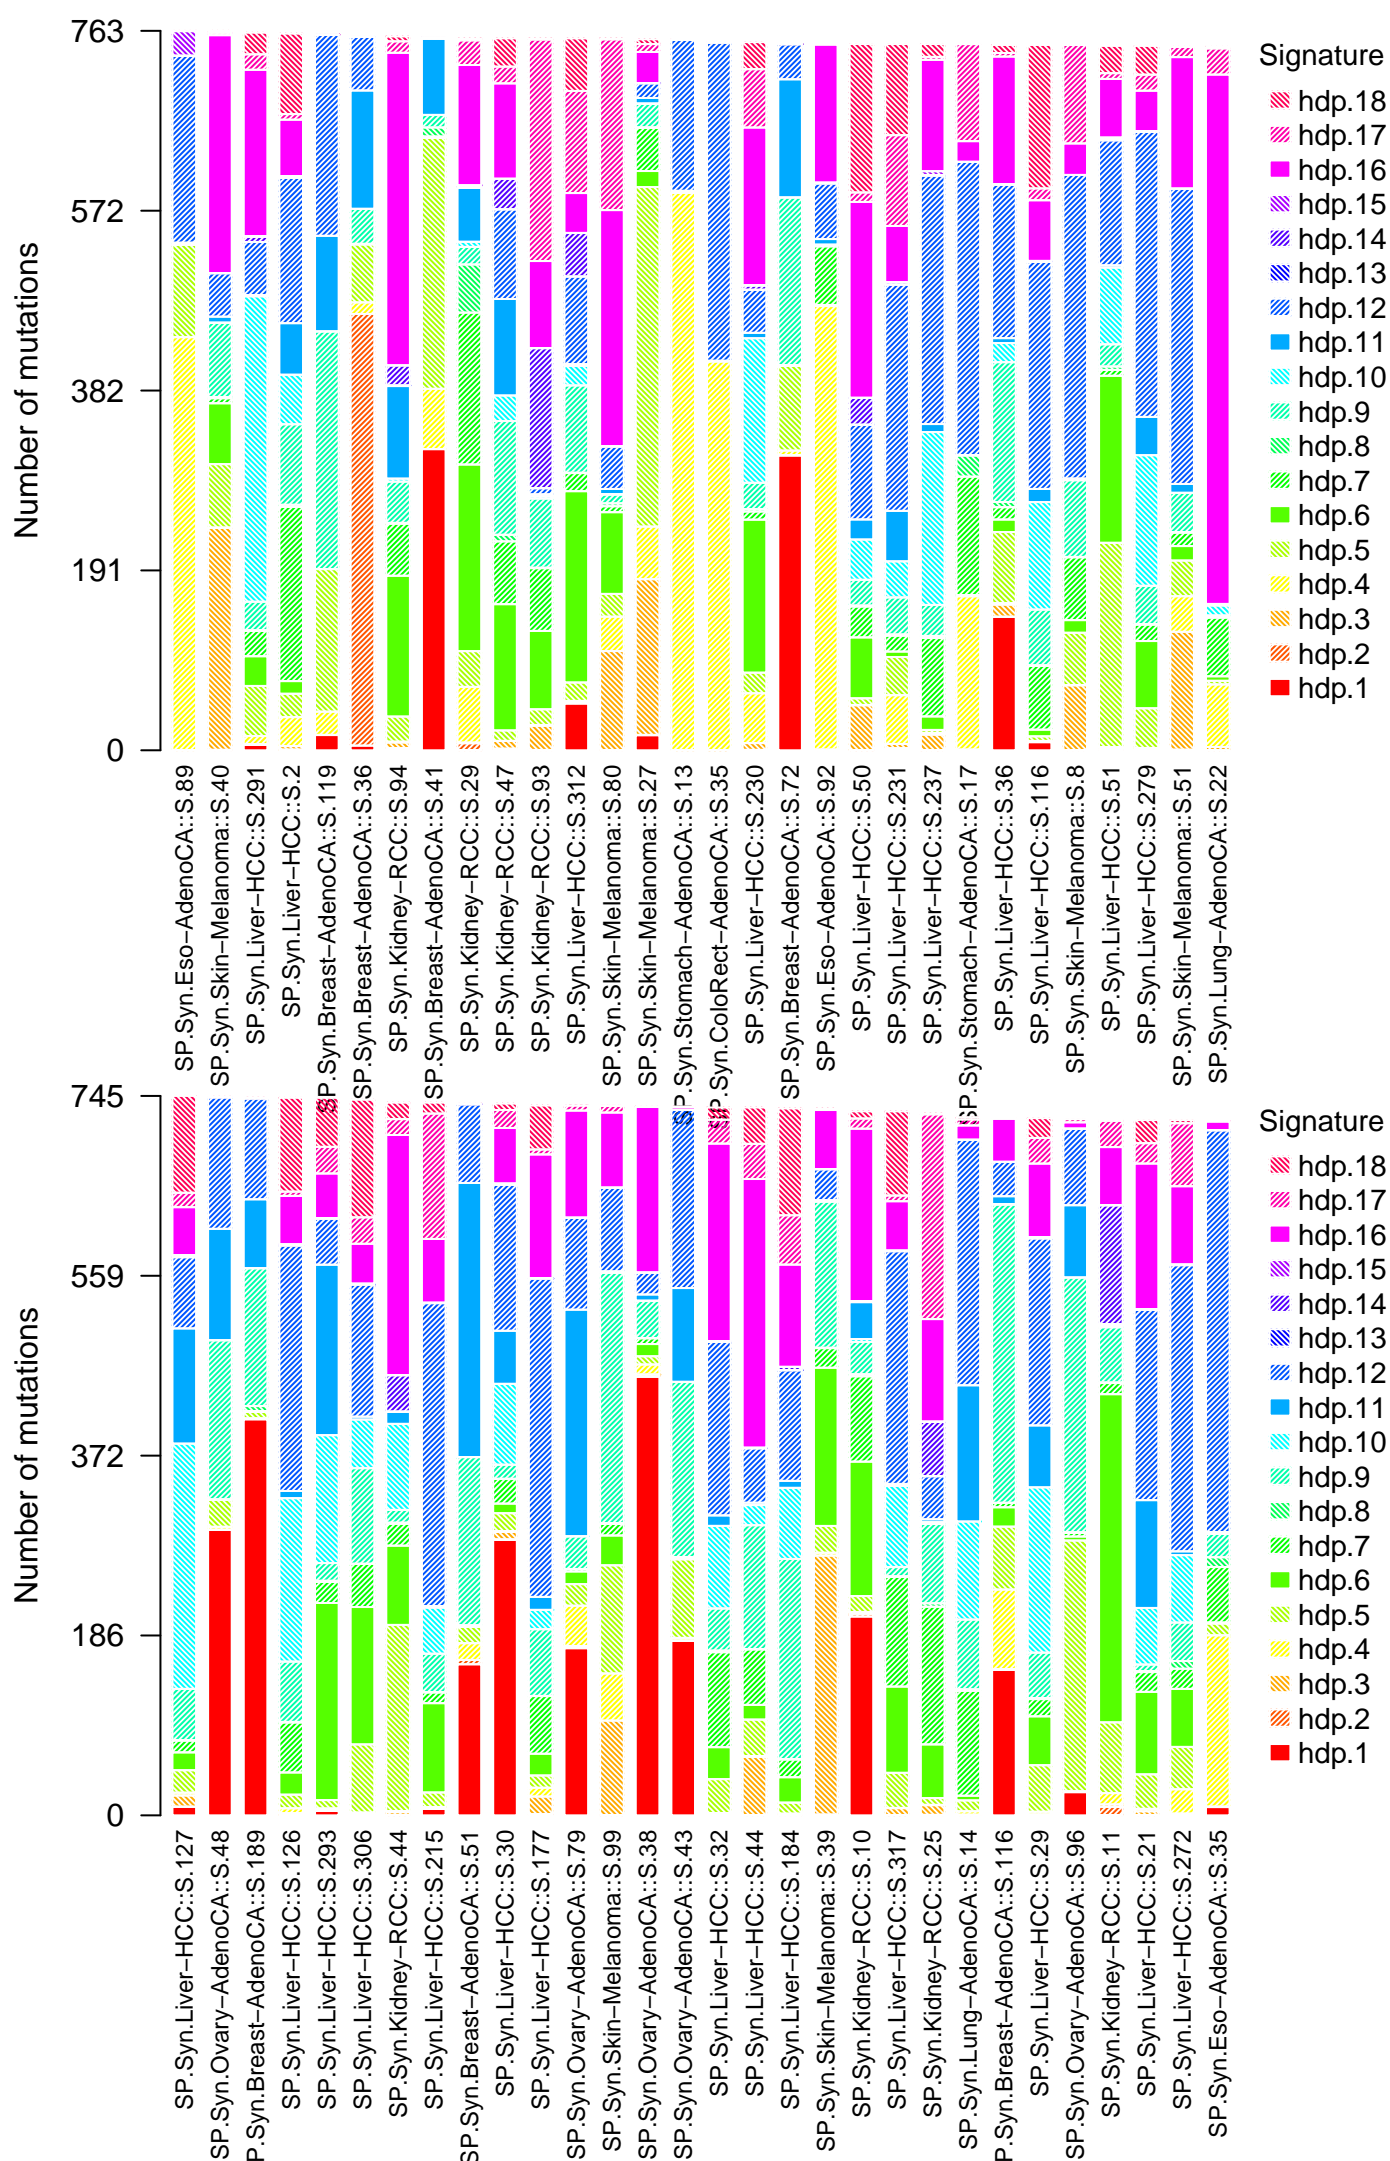 Number of mutations
763
572
382
191
0
Signature
hdp.18
hdp.17
hdp.16
hdp.15
hdp.14
hdp.13
hdp.12
hdp.11
hdp.10
hdp.9
hdp.8
hdp.7
hdp.6
hdp.5
hdp.4
hdp.3
hdp.2
hdp.1
SP.Syn.Eso−AdenoCA::S.89
SP.Syn.Skin−Melanoma::S.40
SP.Syn.Liver−HCC::S.291
SP.Syn.Liver−HCC::S.2
SP.Syn.Breast−AdenoCA::S.119
SP.Syn.Breast−AdenoCA::S.36
SP.Syn.Kidney−RCC::S.94
SP.Syn.Breast−AdenoCA::S.41
SP.Syn.Kidney−RCC::S.29
SP.Syn.Kidney−RCC::S.47
SP.Syn.Kidney−RCC::S.93
SP.Syn.Liver−HCC::S.312
SP.Syn.Skin−Melanoma::S.80
SP.Syn.Skin−Melanoma::S.27
SP.Syn.Stomach−AdenoCA::S.13
SP.Syn.ColoRect−AdenoCA::S.35
SP.Syn.Liver−HCC::S.230
SP.Syn.Breast−AdenoCA::S.72
SP.Syn.Eso−AdenoCA::S.92
SP.Syn.Liver−HCC::S.50
SP.Syn.Liver−HCC::S.231
SP.Syn.Liver−HCC::S.237
SP.Syn.Stomach−AdenoCA::S.17
SP.Syn.Liver−HCC::S.36
SP.Syn.Liver−HCC::S.116
SP.Syn.Skin−Melanoma::S.8
SP.Syn.Liver−HCC::S.51
SP.Syn.Liver−HCC::S.279
SP.Syn.Skin−Melanoma::S.51
SP.Syn.Lung−AdenoCA::S.22
Number of mutations
745
559
372
186
0
Signature
hdp.18
hdp.17
hdp.16
hdp.15
hdp.14
hdp.13
hdp.12
hdp.11
hdp.10
hdp.9
hdp.8
hdp.7
hdp.6
hdp.5
hdp.4
hdp.3
hdp.2
hdp.1
SP.Syn.Liver−HCC::S.127
SP.Syn.Ovary−AdenoCA::S.48
P.Syn.Breast−AdenoCA::S.189
SP.Syn.Liver−HCC::S.126
SP.Syn.Liver−HCC::S.293
SP.Syn.Liver−HCC::S.306
SP.Syn.Kidney−RCC::S.44
SP.Syn.Liver−HCC::S.215
SP.Syn.Breast−AdenoCA::S.51
SP.Syn.Liver−HCC::S.30
SP.Syn.Liver−HCC::S.177
SP.Syn.Ovary−AdenoCA::S.79
SP.Syn.Skin−Melanoma::S.99
SP.Syn.Ovary−AdenoCA::S.38
SP.Syn.Ovary−AdenoCA::S.43
SP.Syn.Liver−HCC::S.32
SP.Syn.Liver−HCC::S.44
SP.Syn.Liver−HCC::S.184
SP.Syn.Skin−Melanoma::S.39
SP.Syn.Kidney−RCC::S.10
SP.Syn.Liver−HCC::S.317
SP.Syn.Kidney−RCC::S.25
SP.Syn.Lung−AdenoCA::S.14
P.Syn.Breast−AdenoCA::S.116
SP.Syn.Liver−HCC::S.29
SP.Syn.Ovary−AdenoCA::S.96
SP.Syn.Kidney−RCC::S.11
SP.Syn.Liver−HCC::S.21
SP.Syn.Liver−HCC::S.272
SP.Syn.Eso−AdenoCA::S.35